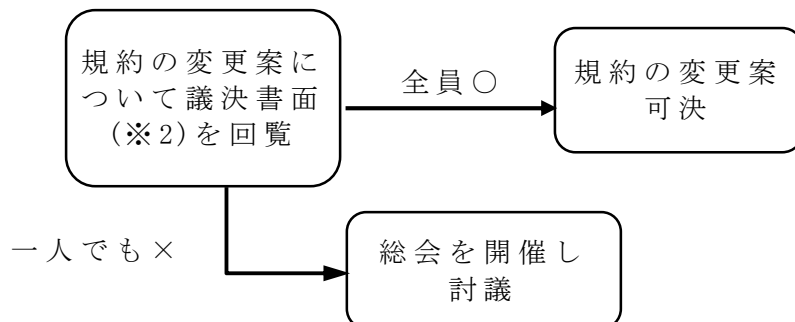 規約の変更案に
ついて議決書面
(※2)を回覧
全員○
規約の変更案
可決
一人でも×
総会を開催し
討議